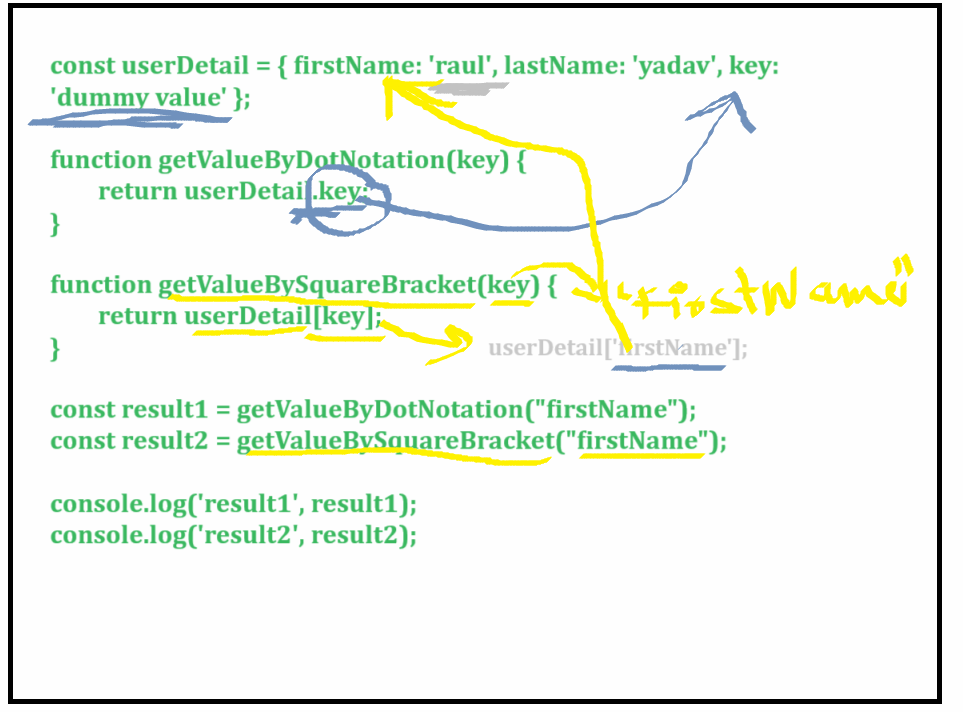 const userDetail = { firstName: 'raul', lastName: 'yadav', key:
'dummy value' };
function getValueByDotNotation(key) {
return userDetail.key;
}
function getValueBySquareBracket(key) {
"FirstName"
return userDetail[key];
}
userDetail['firstName'];
const result1 = getValueByDotNotation("firstName");
const result2 = getValueBySquareBracket("firstName");
console.log('result1', result1);
console.log('result2', result2);